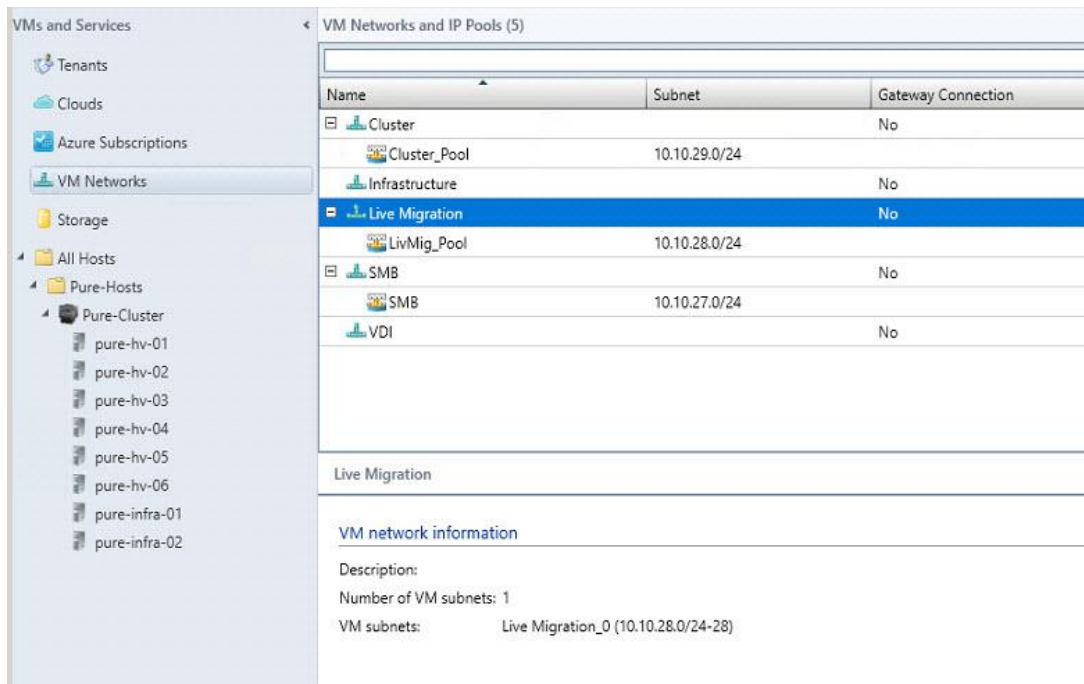 VMs and Services
Tenants
Clouds
Azure Subscriptions
VM Networks
Storage
All Hosts
Pure-Hosts
Pure-Cluster
pure-hv-01
pure-hv-02
pure-hv-03
pure-hv-04
pure-hv-05
pure-hv-06
pure-infra-01
pure-infra-02
VM Networks and IP Pools (5)
Name Subnet Gateway Connection
Cluster No
Cluster_Pool 10.10.29.0/24
Infrastructure No
Live Migration No
LivMig_Pool 10.10.28.0/24
SMB No
SMB 10.10.27.0/24
VDI No
Live Migration
VM network information
Description:
Number of VM subnets: 1
VM subnets: Live Migration_0 (10.10.28.0/24-28)